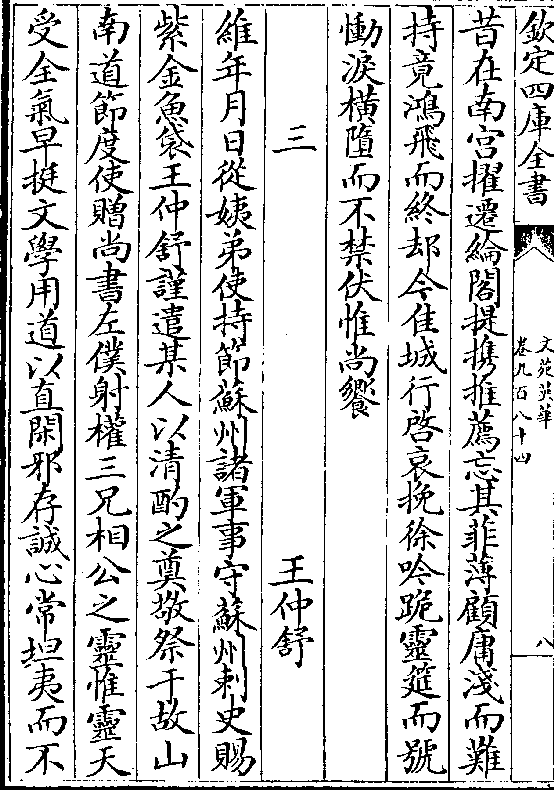 欽定四庫全書
文苑英華
卷九百八十四
八
昔在南宫擢遷綸閣提携推薦忘其菲薄顧庸淺而難
持竟鴻飛而終却今佳城行啓哀挽徐吟跪靈筵而號
慟淚横墮而不禁伏惟尚饗
三 王仲舒
維年月日從姨弟使持節蘇州諸軍事守蘇州刺史賜
紫金魚袋王仲舒謹遣某人以清酌之奠敬祭于故山
南道節度使贈尚書左僕射權三兄相公之靈惟靈天
受全氣早挺文學用道以直閑邪存誠心常坦夷而不